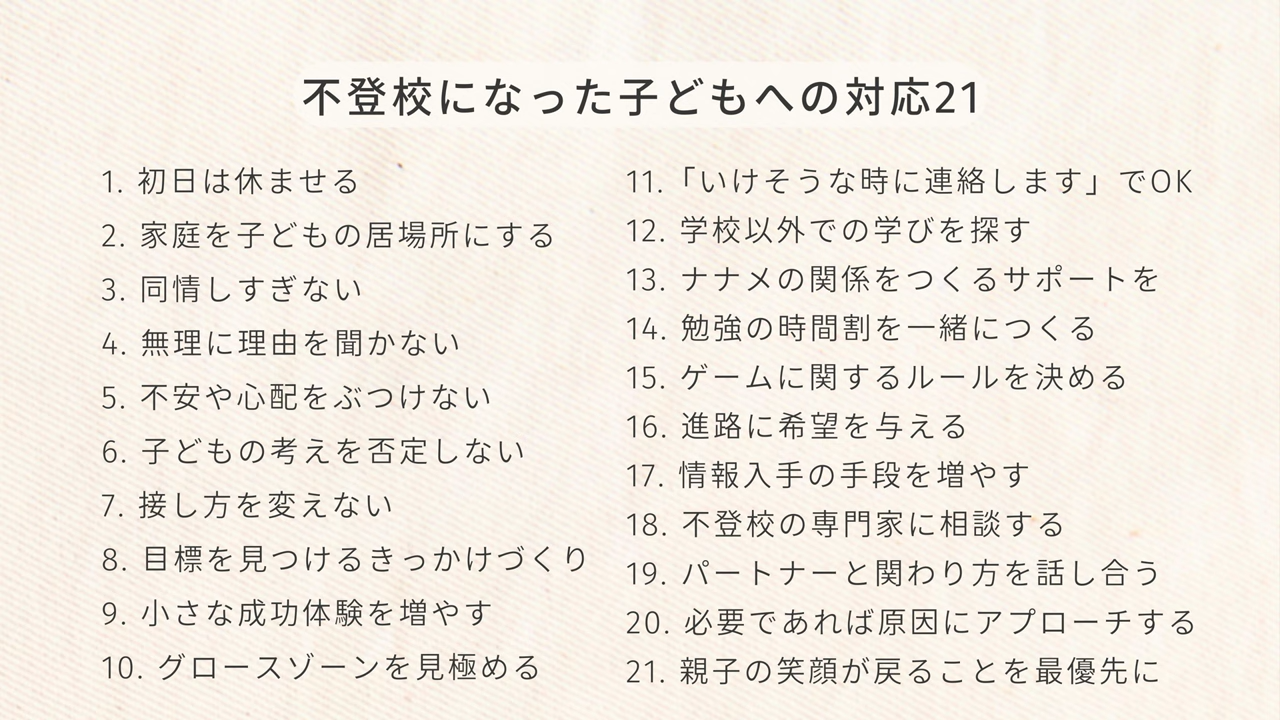 不登校になった子どもへの対応21
1. 初日は休ませる
2. 家庭を子どもの居場所にする
3. 同情しすぎない
4. 無理に理由を聞かない
5. 不安や心配をぶつけない
6. 子どもの考えを否定しない
7. 接し方を変えない
8. 目標を見つけるきっかけづくり
9. 小さな成功体験を増やす
10. グロースゾーンを見極める
11.「いけそうな時に連絡します」でOK
12. 学校以外での学びを探す
13. ナナメの関係をつくるサポートを
14. 勉強の時間割を一緒につくる
15. ゲームに関するルールを決める
16. 進路に希望を与える
17. 情報入手の手段を増やす
18. 不登校の専門家に相談する
19. パートナーと関わり方を話し合う
20. 必要であれば原因にアプローチする
21. 親子の笑顔が戻ることを最優先に